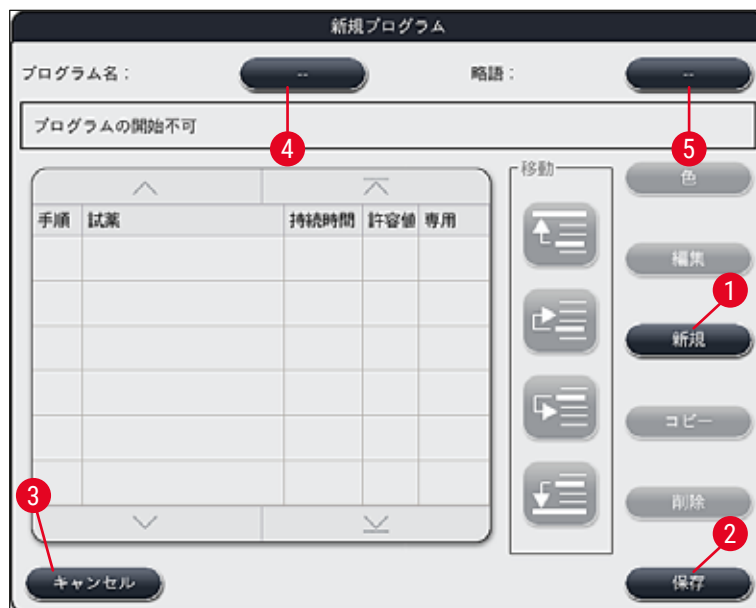 新規プログラム
プログラム名： -- 略語： --
4
5
プログラムの開始不可
移動
色
手順 試薬 持続時間 許容値 専用
編集
1
新規
コピー
3
削除
2
キャンセル
保存